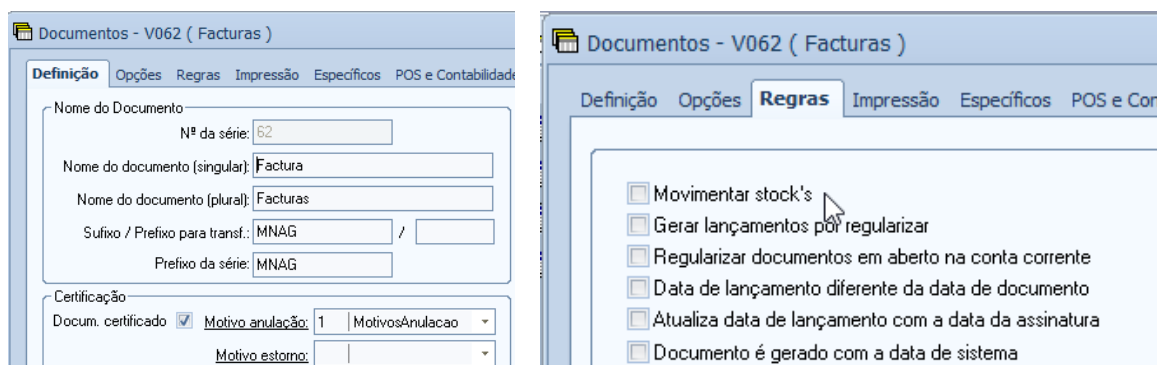 Documentos - V062 ( Facturas )
Definição Opções Regras Impressão Específicos POS e Contabilidade
Nome do Documento
Nº da série: 62
Nome do documento (singular): Factura
Nome do documento (plural): Facturas
Sufixo / Prefixo para transf.: MNAG /
Prefixo da série: MNAG
Certificação
Docum. certificado Motivo anulação: 1 MotivosAnulacao
Motivo estorno:
Documentos - V062 ( Facturas )
Definição Opções Regras Impressão Específicos POS e Con
Movimentar stock's
Gerar lançamentos por regularizar
Regularizar documentos em aberto na conta corrente
Data de lançamento diferente da data de documento
Atualiza data de lançamento com a data da assinatura
Documento é gerado com a data de sistema